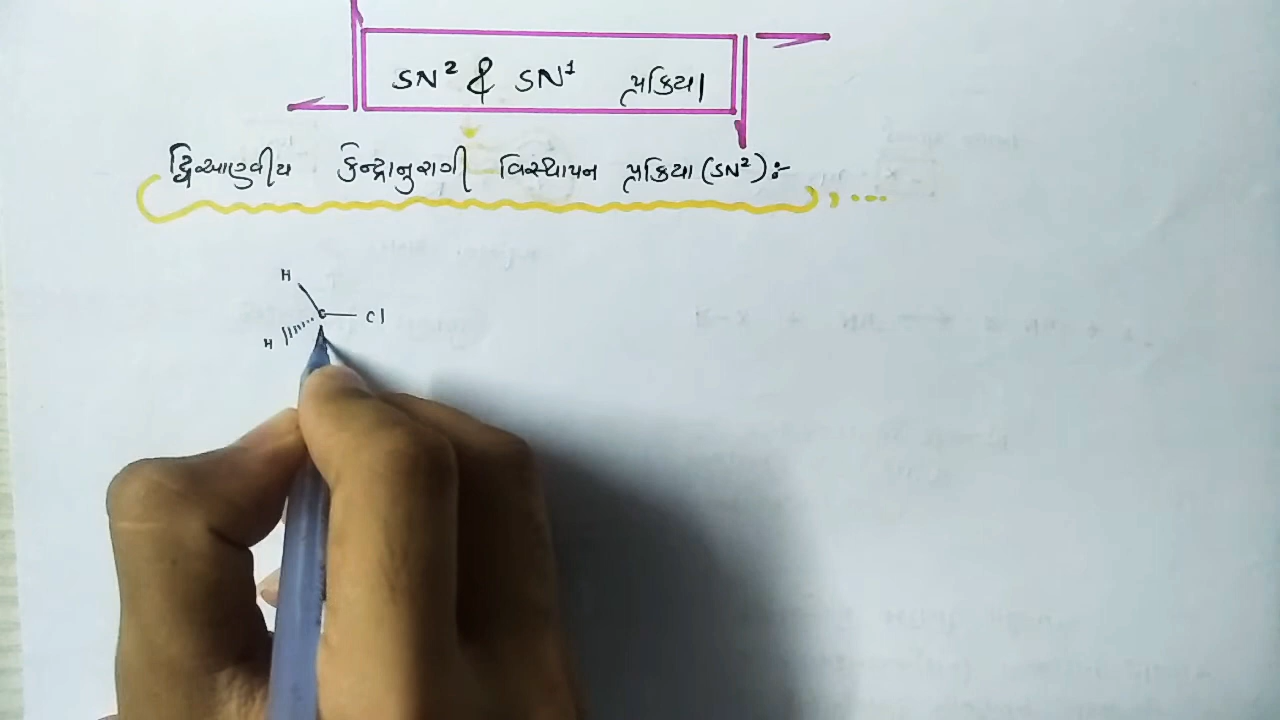 SN² & SN¹ પ્રક્રિયા
દ્વિઆણ્વીય કેન્દ્રાનુરાગી વિસ્થાપન પ્રક્રિયા (SN²) :-
H
C Cl
H